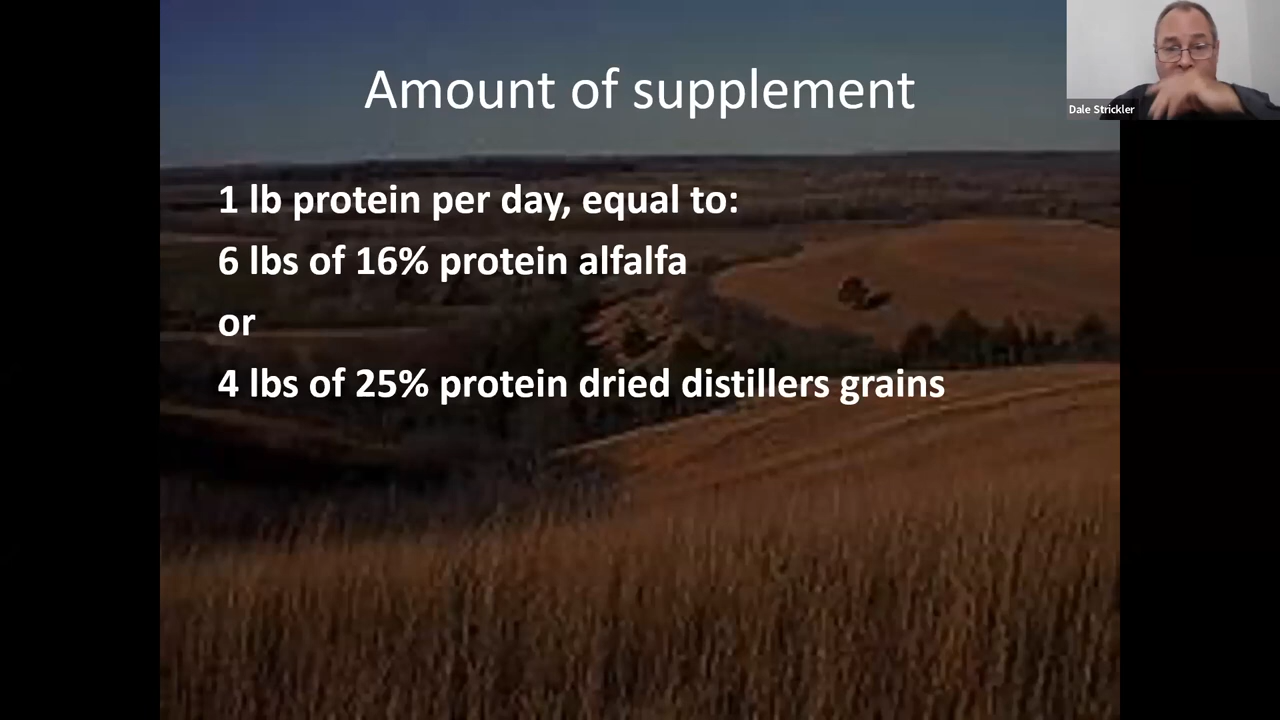 Amount of supplement
Dale Strickler
1 lb protein per day, equal to:
6 lbs of 16% protein alfalfa
or
4 lbs of 25% protein dried distillers grains